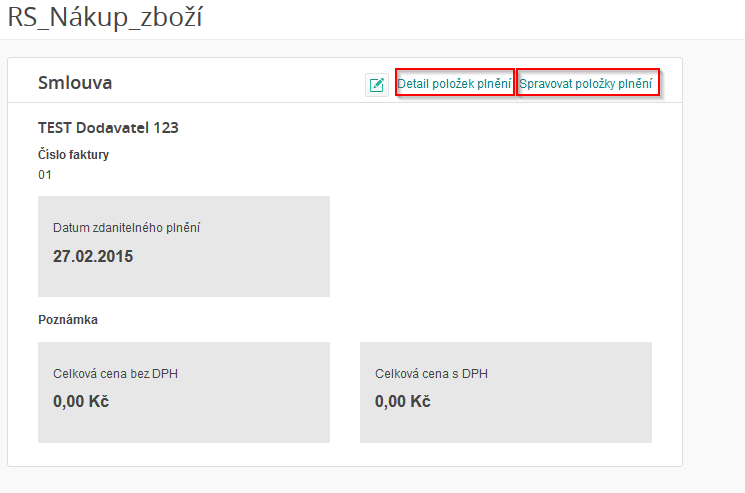 RS_Nákup_zboží
Smlouva
Detail položek plnění Spravovat položky plnění
TEST Dodavatel 123
Číslo faktury
01
Datum zdanitelného plnění
27.02.2015
Poznámka
Celková cena bez DPH
0,00 Kč
Celková cena s DPH
0,00 Kč